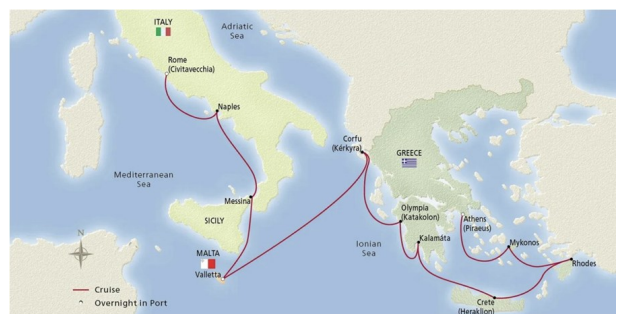 ITALY
Adriatic
Sea
Rome
(Civitavecchia)
Naples
Corfu
(Kérkyra)
GREECE
Mediterranean
Sea
Messina
SICILY
Olympia
(Katakolon)
Athens
(Piraeus)
Kalamáta
Mykonos
Ionian
Sea
MALTA
Valletta
Rhodes
N
Crete
(Heraklion)
Cruise
Overnight in Port